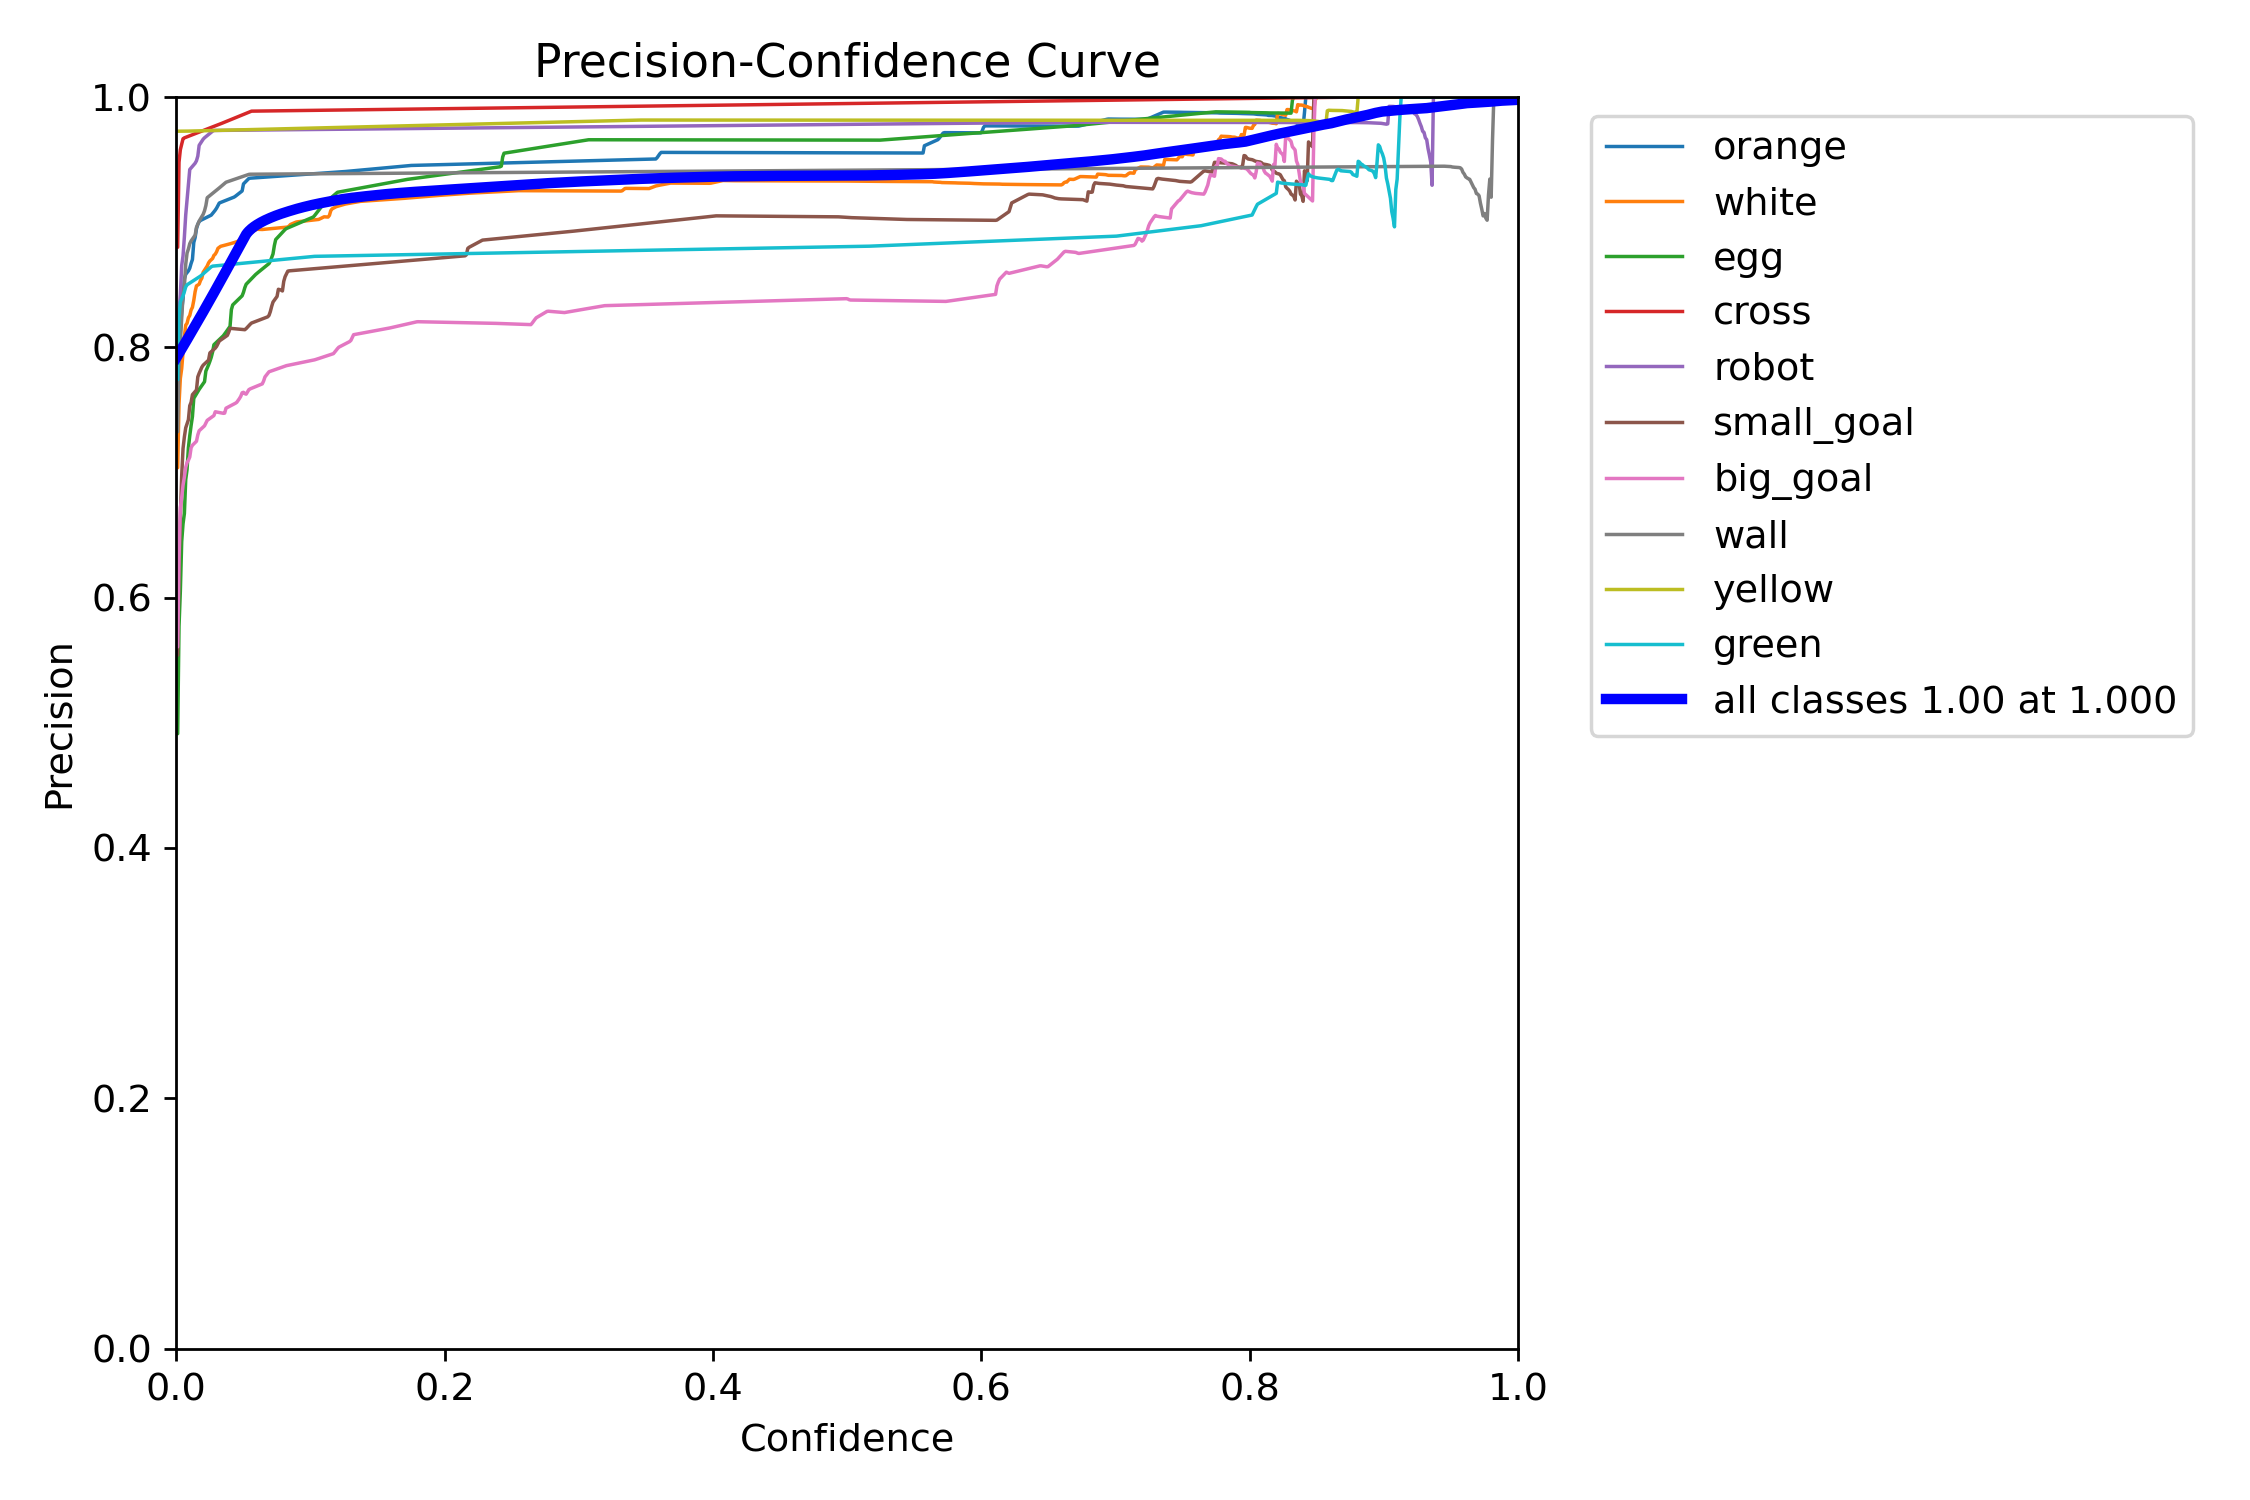 Precision-Confidence Curve
1.0
0.8
0.6
0.4
0.2
0.0
Precision
0.0 0.2 0.4 0.6 0.8 1.0
Confidence
orange
white
egg
cross
robot
small_goal
big_goal
wall
yellow
green
all classes 1.00 at 1.000